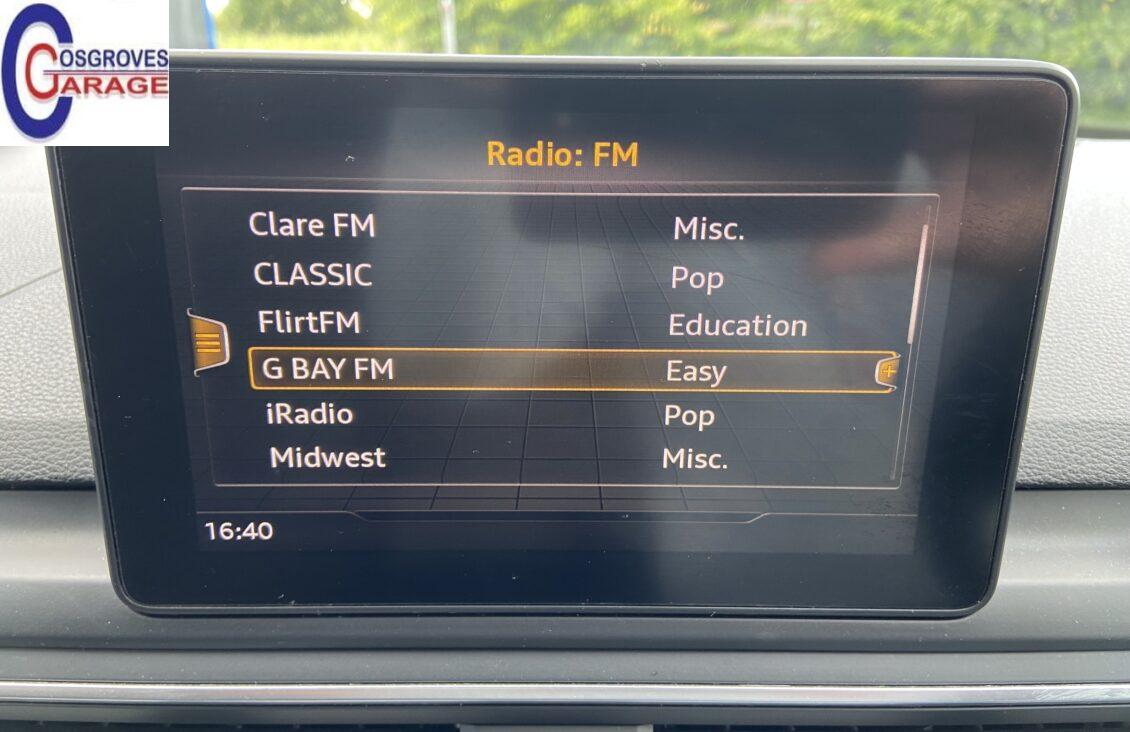 COSGROVES
GARAGE
Radio: FM
Clare FM Misc.
CLASSIC Pop
FlirtFM Education
G BAY FM Easy
iRadio Pop
Midwest Misc.
16:40